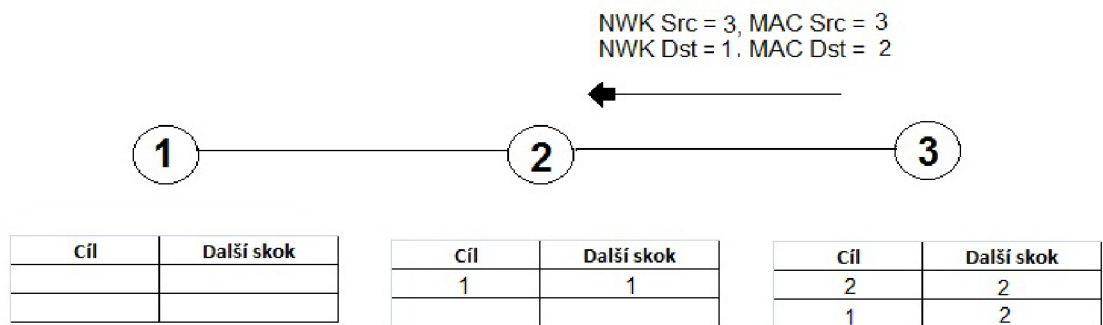 NWK Src = 3, MAC Src = 3
NWK Dst = 1. MAC Dst = 2
1 2 3
Cíl Další skok
Cíl Další skok
1 1
Cíl Další skok
2 2
1 2